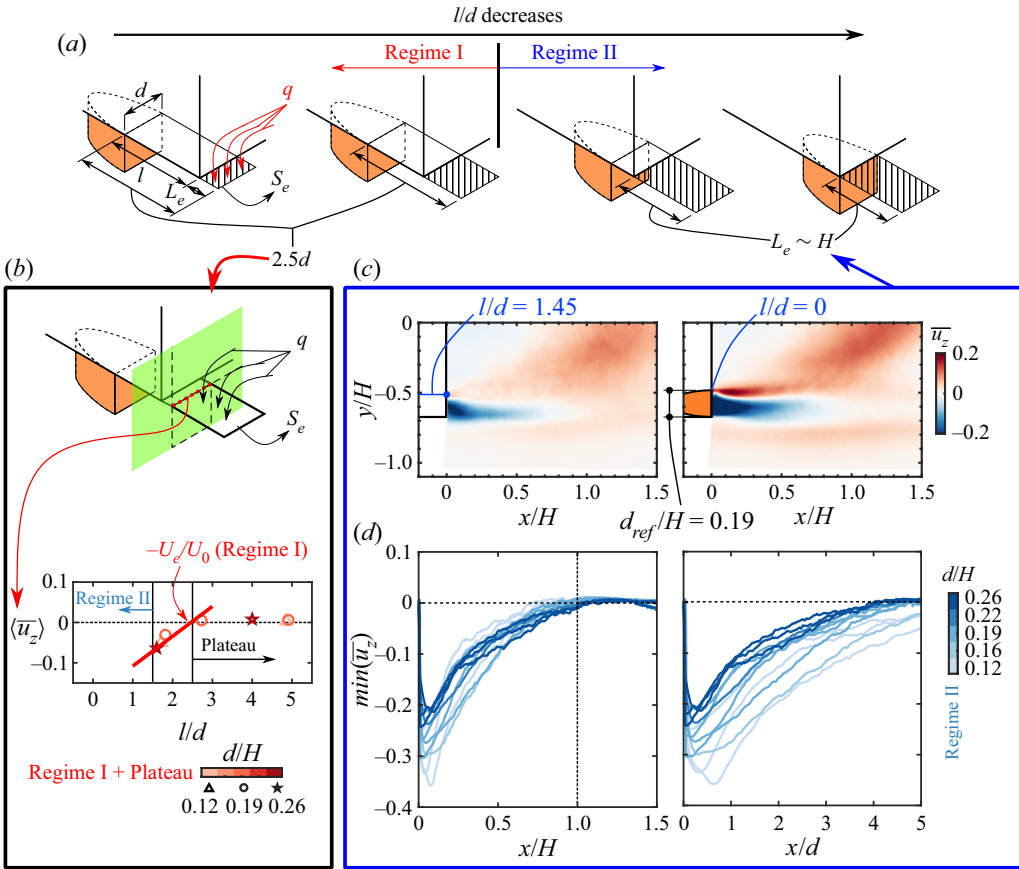 l/d decreases
(a)
Regime I
Regime II
d
q
l
L_e
S_e
2.5d
L_e ∼ H
(b)
q
S_e
−U_e/U_0 (Regime I)
0.1
0
−0.1
⟨u̅_z⟩
Regime II
Plateau
0 1 2 3 4 5
l/d
d/H
Regime I + Plateau
0.12 0.19 0.26
(c)
l/d = 1.45
l/d = 0
0
−0.5
−1.0
y/H
0 0.5 1.0 1.5
x/H
0 0.5 1.0 1.5
x/H
d_ref/H = 0.19
u̅_z
0.2
0
−0.2
(d)
0.1
0
−0.1
−0.2
−0.3
−0.4
min(u̅_z)
0 0.5 1.0 1.5
x/H
0 1 2 3 4 5
x/d
d/H
0.26
0.22
0.19
0.16
0.12
Regime II